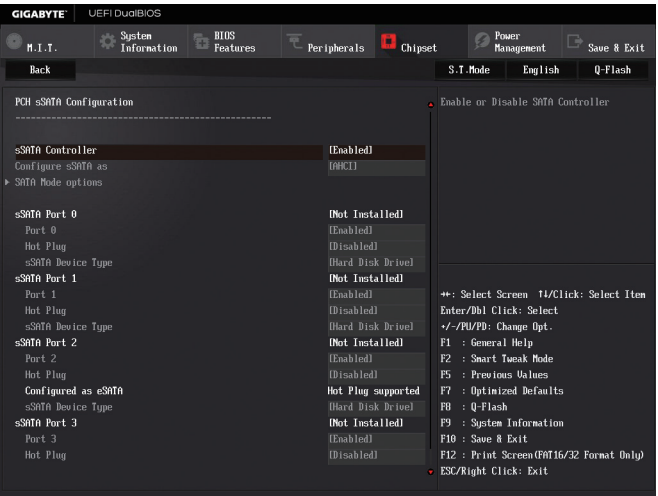 GIGABYTE™ UEFI DualBIOS
M.I.T. System Information BIOS Features Peripherals Chipset Power Management Save & Exit
Back S.T.Mode English Q-Flash
PCH sSATA Configuration
Enable or Disable SATA Controller
sSATA Controller [Enabled]
Configure sSATA as [AHCI]
SATA Mode options
sSATA Port 0 [Not Installed]
Port 0 [Enabled]
Hot Plug [Disabled]
sSATA Device Type [Hard Disk Drive]
sSATA Port 1 [Not Installed]
Port 1 [Enabled]
Hot Plug [Disabled]
sSATA Device Type [Hard Disk Drive]
sSATA Port 2 [Not Installed]
Port 2 [Enabled]
Hot Plug [Disabled]
Configured as eSATA Hot Plug supported
sSATA Device Type [Hard Disk Drive]
sSATA Port 3 [Not Installed]
Port 3 [Enabled]
Hot Plug [Disabled]
→←: Select Screen ↑↓/Click: Select Item
Enter/Dbl Click: Select
+/-/PU/PD: Change Opt.
F1 : General Help
F2 : Smart Tweak Mode
F5 : Previous Values
F7 : Optimized Defaults
F8 : Q-Flash
F9 : System Information
F10 : Save & Exit
F12 : Print Screen(FAT16/32 Format Only)
ESC/Right Click: Exit